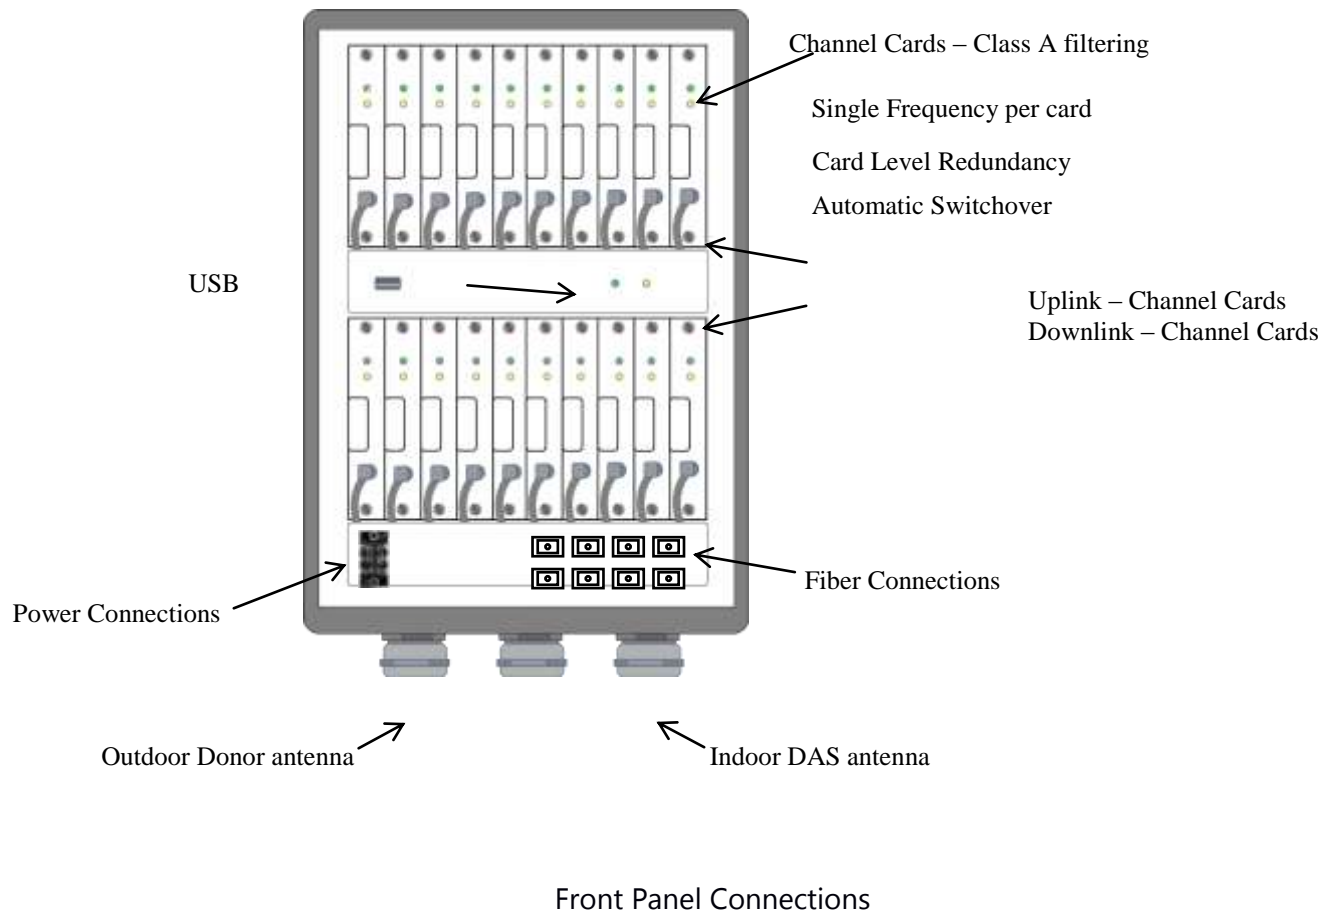 Channel Cards – Class A filtering
Single Frequency per card
Card Level Redundancy
Automatic Switchover
USB
Uplink – Channel Cards
Downlink – Channel Cards
Fiber Connections
Power Connections
Outdoor Donor antenna
Indoor DAS antenna
Front Panel Connections